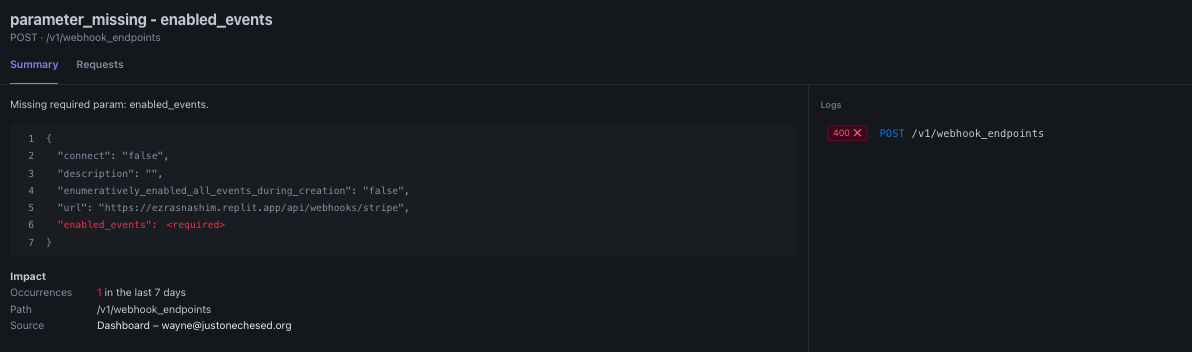 parameter_missing - enabled_events
POST · /v1/webhook_endpoints
Summary Requests
Missing required param: enabled_events.
1 {
2 "connect": "false",
3 "description": "",
4 "enumeratively_enabled_all_events_during_creation": "false",
5 "url": "https://ezrasnashim.replit.app/api/webhooks/stripe",
6 "enabled_events": <required>
7 }
Impact
Occurrences 1 in the last 7 days
Path /v1/webhook_endpoints
Source Dashboard – wayne@justonechesed.org
Logs
400 POST /v1/webhook_endpoints